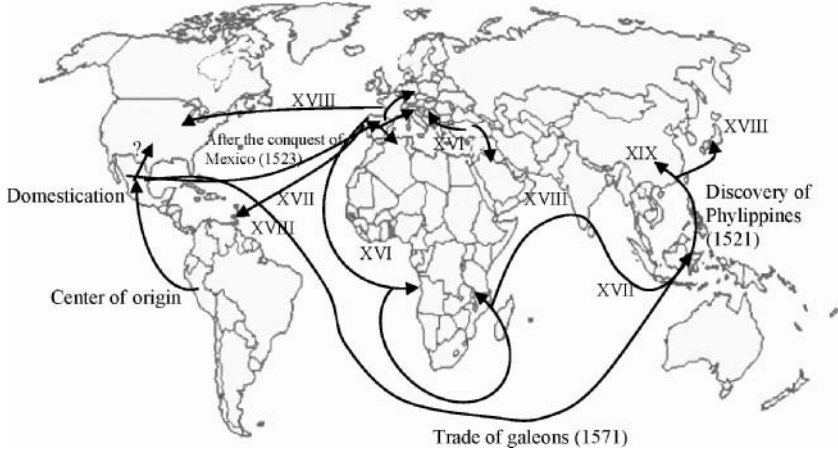 XVIII
XVIII
?
After the conquest of
Mexico (1523)
XVI
XIX
Domestication
XVII
XVIII
Discovery of
Phylippines
(1521)
XVIII
XVI
Center of origin
XVII
Trade of galeons (1571)